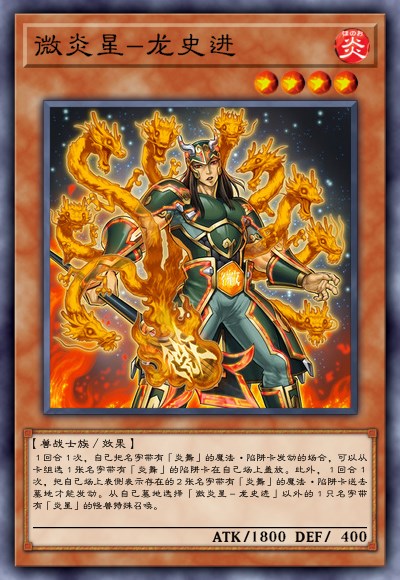 微炎星－龙史进
ほのお
炎
【兽战士族／效果】
１回合１次，自己把名字带有「炎舞」的魔法·陷阱卡发动的场合，可以从
卡组选１张名字带有「炎舞」的陷阱卡在自己场上盖放。此外，１回合１
次，把自己场上表侧表示存在的２张名字带有「炎舞」的魔法·陷阱卡送去
墓地才能发动。从自己墓地选择「微炎星－龙史进」以外的１只名字带
有「炎星」的怪兽特殊召唤。
ATK/1800 DEF/ 400